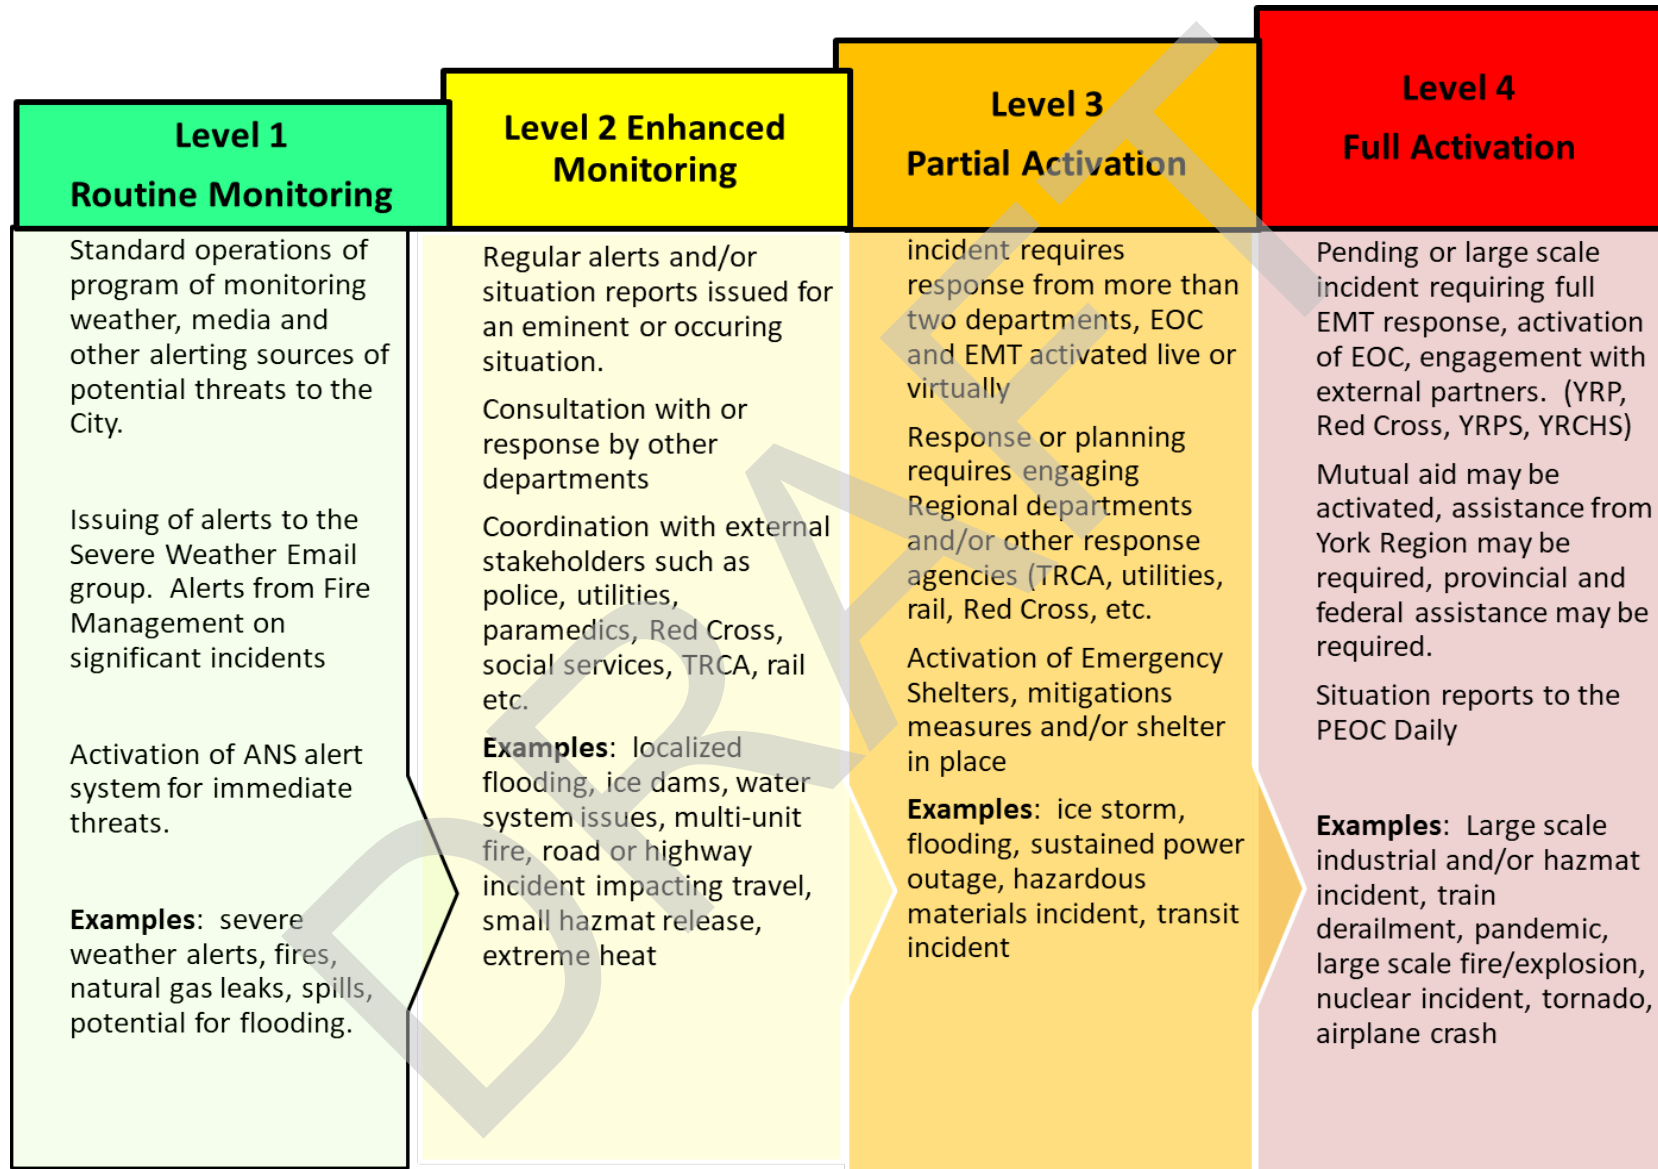 Level 1
Routine Monitoring
Standard operations of
program of monitoring
weather, media and
other alerting sources of
potential threats to the
City.
Issuing of alerts to the
Severe Weather Email
group.  Alerts from Fire
Management on
significant incidents
Activation of ANS alert
system for immediate
threats.
Examples:  severe
weather alerts, fires,
natural gas leaks, spills,
potential for flooding.
Level 2 Enhanced
Monitoring
Regular alerts and/or
situation reports issued for
an eminent or occuring
situation.
Consultation with or
response by other
departments
Coordination with external
stakeholders such as
police, utilities,
paramedics, Red Cross,
social services, TRCA, rail
etc.
Examples:  localized
flooding, ice dams, water
system issues, multi-unit
fire, road or highway
incident impacting travel,
small hazmat release,
extreme heat
Level 3
Partial Activation
incident requires
response from more than
two departments, EOC
and EMT activated live or
virtually
Response or planning
requires engaging
Regional departments
and/or other response
agencies (TRCA, utilities,
rail, Red Cross, etc.
Activation of Emergency
Shelters, mitigations
measures and/or shelter
in place
Examples:  ice storm,
flooding, sustained power
outage, hazardous
materials incident, transit
incident
Level 4
Full Activation
Pending or large scale
incident requiring full
EMT response, activation
of EOC, engagement with
external partners.  (YRP,
Red Cross, YRPS, YRCHS)
Mutual aid may be
activated, assistance from
York Region may be
required, provincial and
federal assistance may be
required.
Situation reports to the
PEOC Daily
Examples:  Large scale
industrial and/or hazmat
incident, train
derailment, pandemic,
large scale fire/explosion,
nuclear incident, tornado,
airplane crash
DRAFT